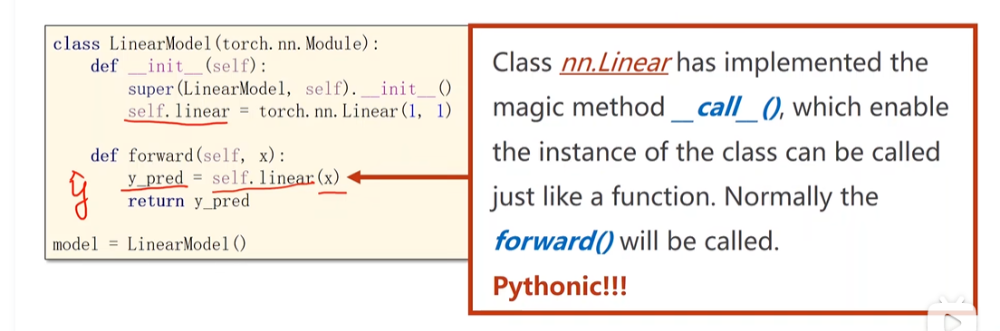 class LinearModel(torch.nn.Module):
    def __init__(self):
        super(LinearModel, self).__init__()
        self.linear = torch.nn.Linear(1, 1)

    def forward(self, x):
        y_pred = self.linear(x)
        return y_pred

model = LinearModel()
ŷ
Class nn.Linear has implemented the
magic method __call__(), which enable
the instance of the class can be called
just like a function. Normally the
forward() will be called.
Pythonic!!!